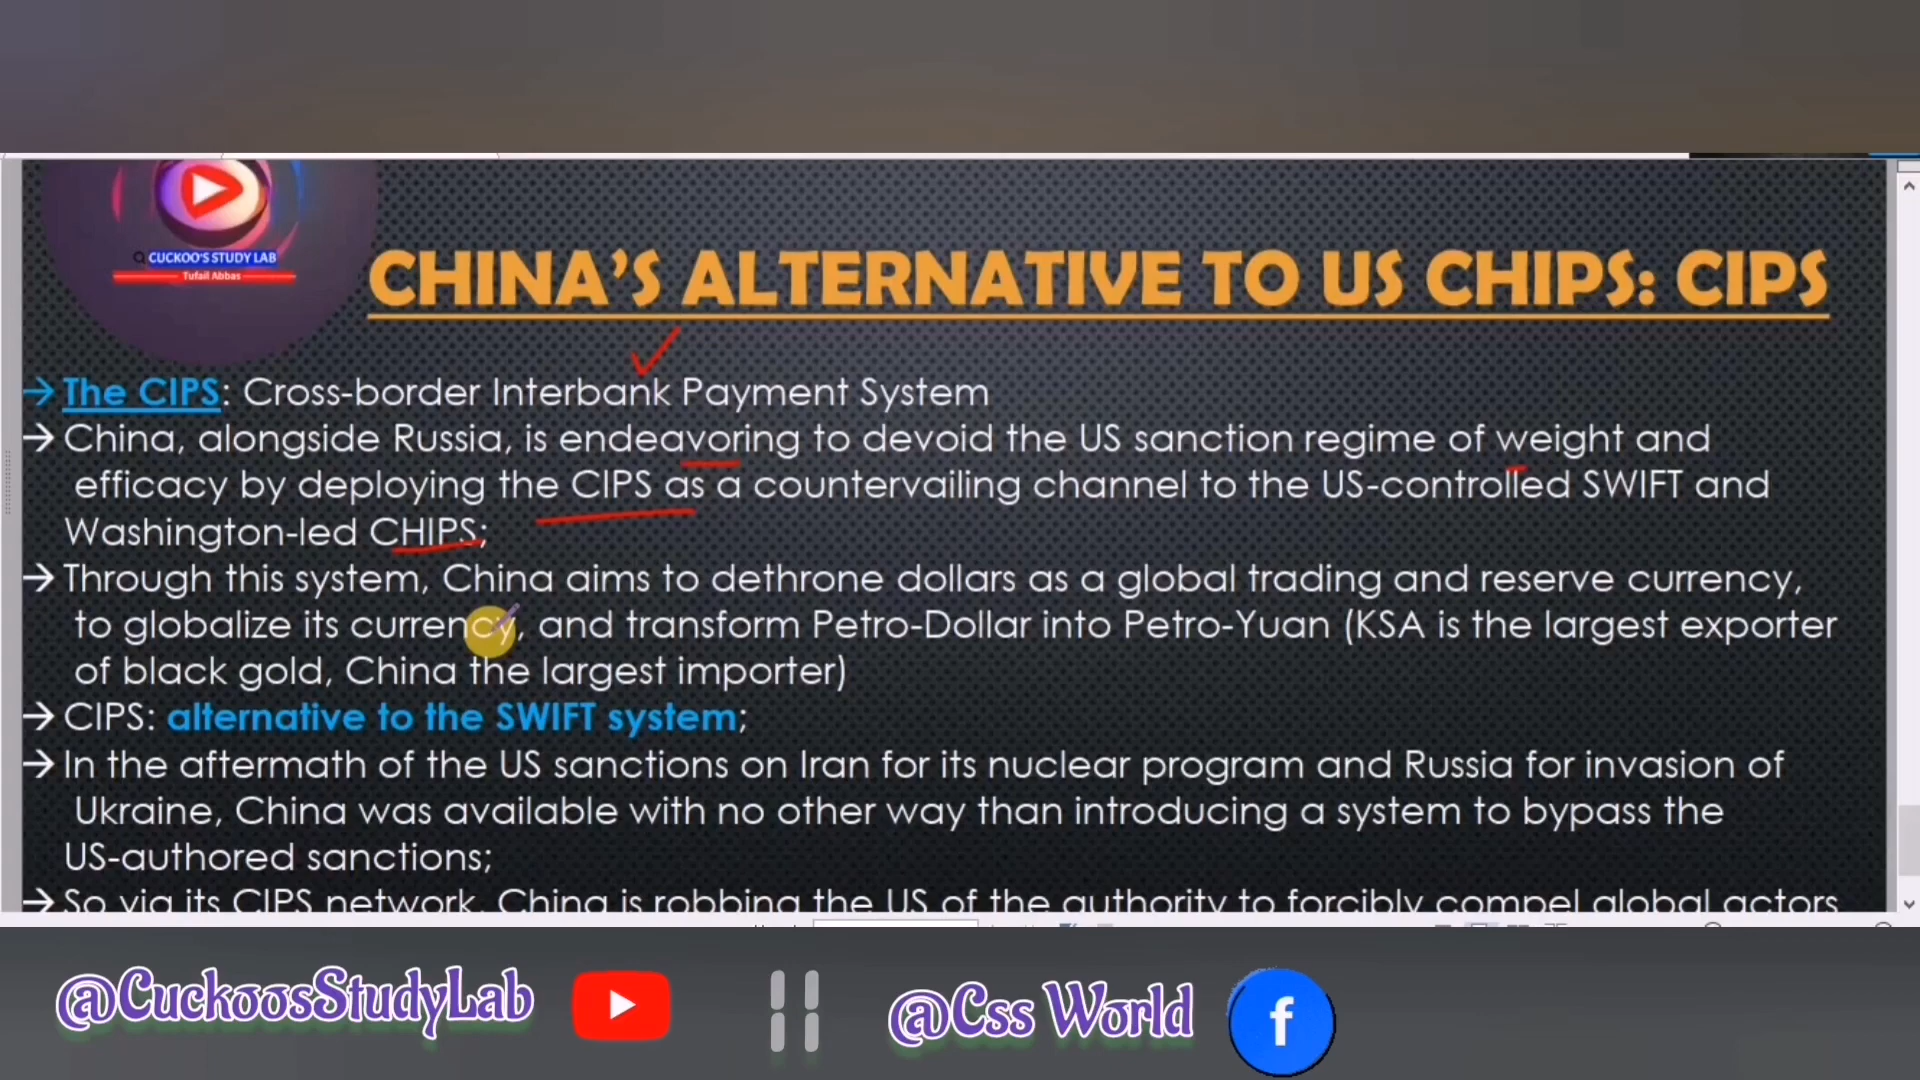 CUCKOO'S STUDY LAB
Tufail Abbas
CHINA'S ALTERNATIVE TO US CHIPS: CIPS
→ The CIPS: Cross-border Interbank Payment System
→ China, alongside Russia, is endeavoring to devoid the US sanction regime of weight and
efficacy by deploying the CIPS as a countervailing channel to the US-controlled SWIFT and
Washington-led CHIPS;
→ Through this system, China aims to dethrone dollars as a global trading and reserve currency,
to globalize its currency, and transform Petro-Dollar into Petro-Yuan (KSA is the largest exporter
of black gold, China the largest importer)
→ CIPS: alternative to the SWIFT system;
→ In the aftermath of the US sanctions on Iran for its nuclear program and Russia for invasion of
Ukraine, China was available with no other way than introducing a system to bypass the
US-authored sanctions;
→ So via its CIPS network, China is robbing the US of the authority to forcibly compel global actors
@CuckoosStudyLab
@Css World
f